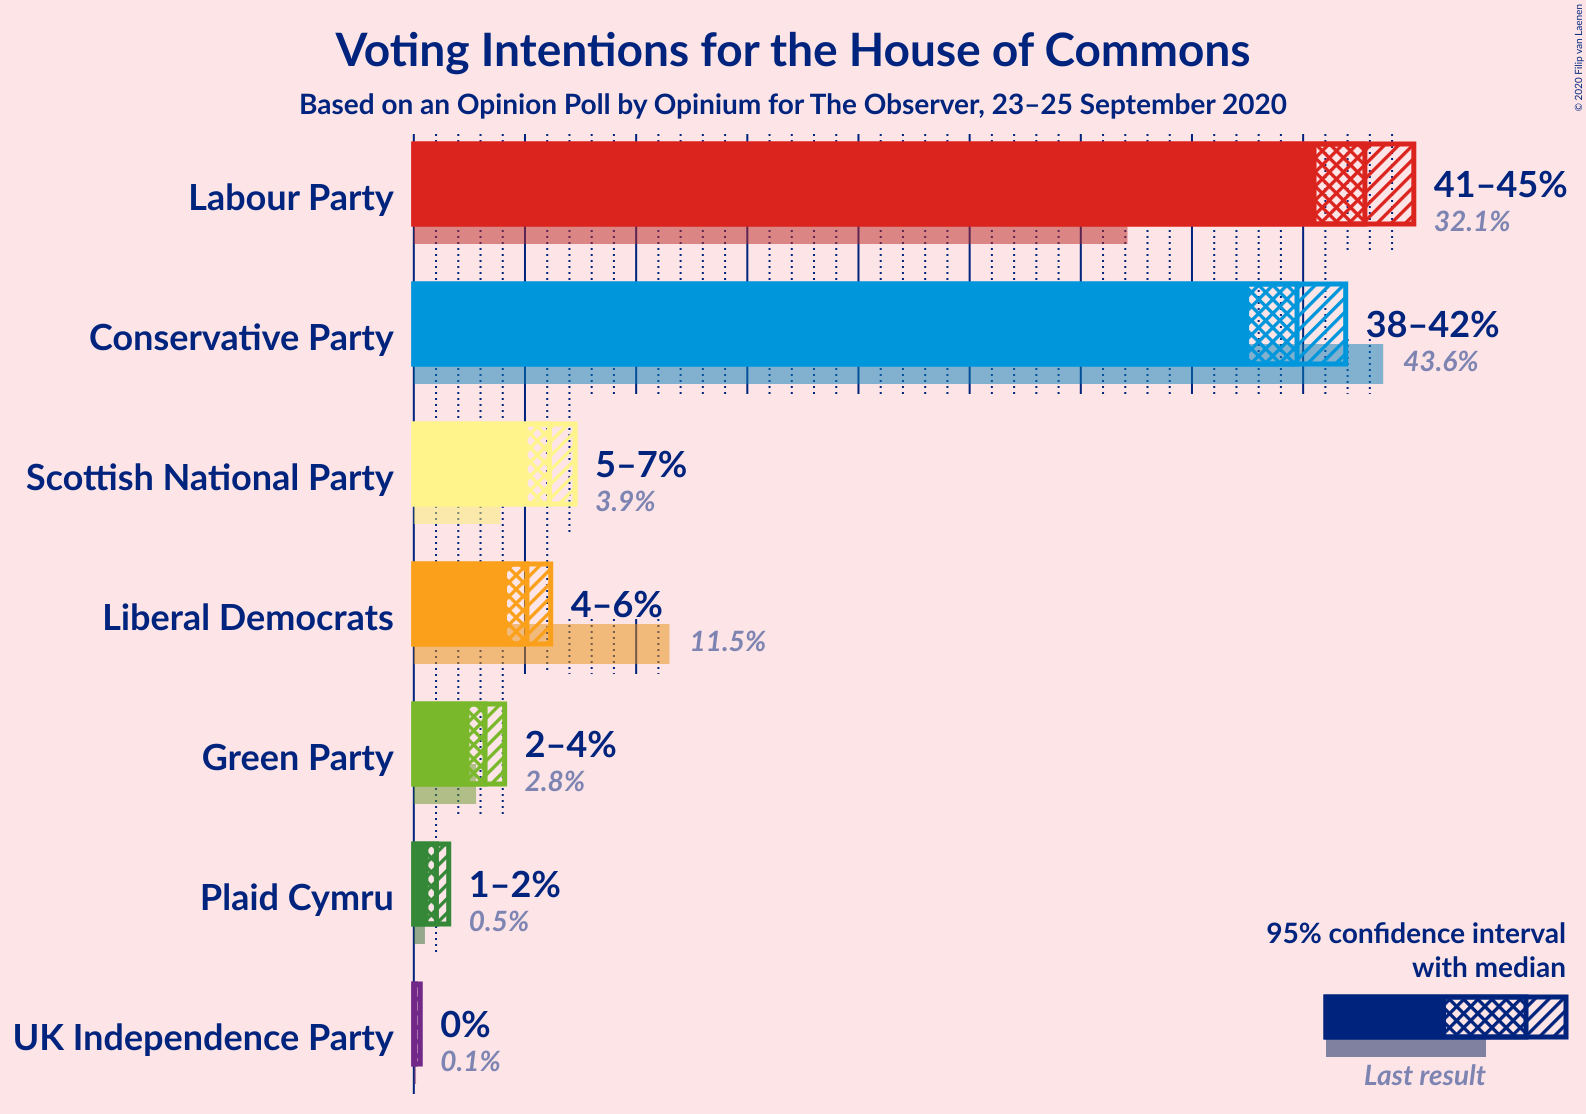 Voting Intentions for the House of Commons
Based on an Opinion Poll by Opinium for The Observer, 23–25 September 2020
© 2020 Filip van Laenen
Labour Party
41–45%
32.1%
Conservative Party
38–42%
43.6%
Scottish National Party
5–7%
3.9%
Liberal Democrats
4–6%
11.5%
Green Party
2–4%
2.8%
Plaid Cymru
1–2%
0.5%
UK Independence Party
0%
0.1%
95% confidence interval
with median
Last result